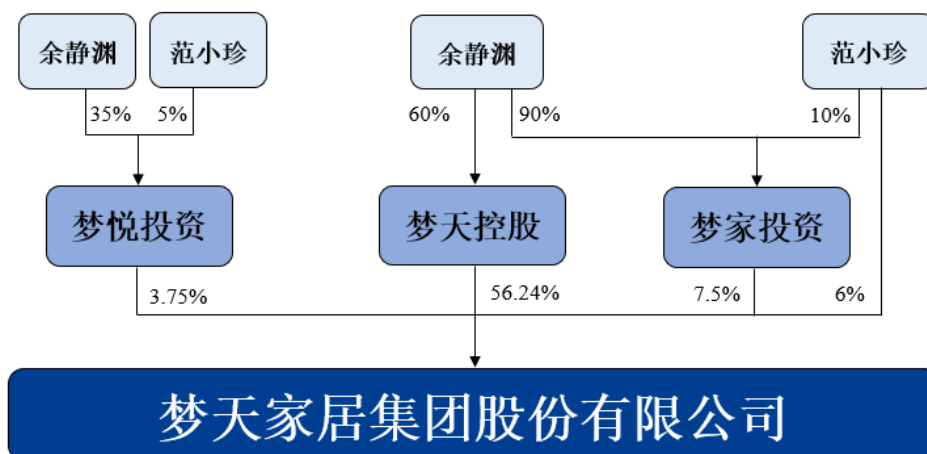 余静渊
范小珍
余静渊
范小珍
35%
5%
60%
90%
10%
梦悦投资
梦天控股
梦家投资
3.75%
56.24%
7.5%
6%
梦天家居集团股份有限公司